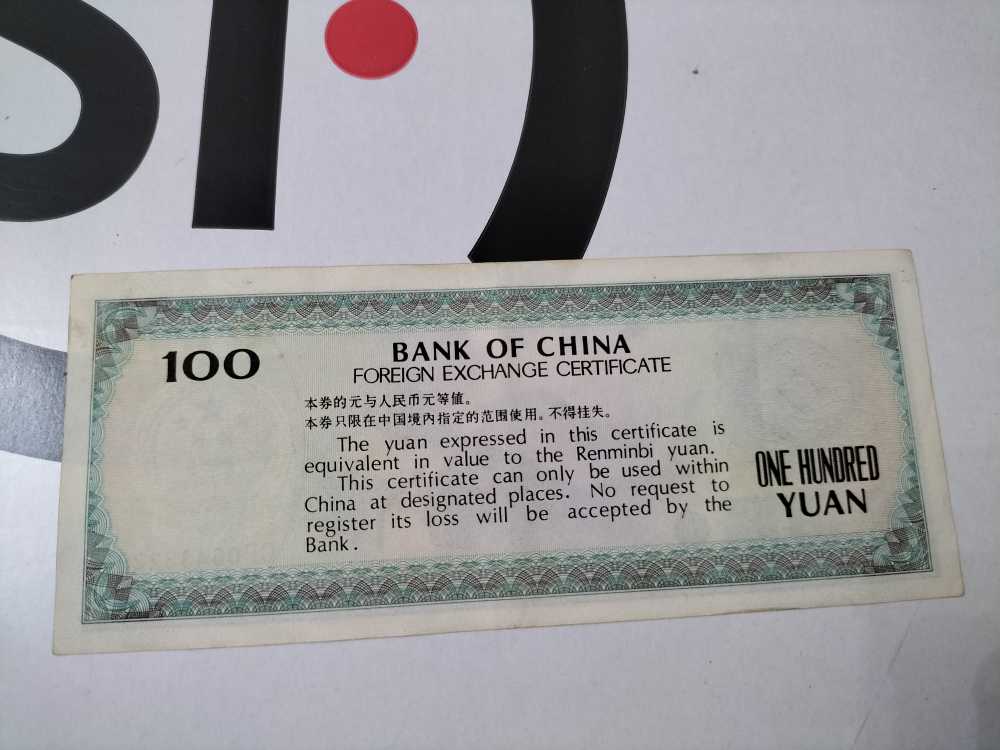 100
BANK OF CHINA
FOREIGN EXCHANGE CERTIFICATE
本券的元与人民币元等值。
本券只限在中国境内指定的范围使用。不得挂失。
The yuan expressed in this certificate is
equivalent in value to the Renminbi yuan.
This certificate can only be used within
China at designated places. No request to
register its loss will be accepted by the
Bank.
ONE HUNDRED
YUAN